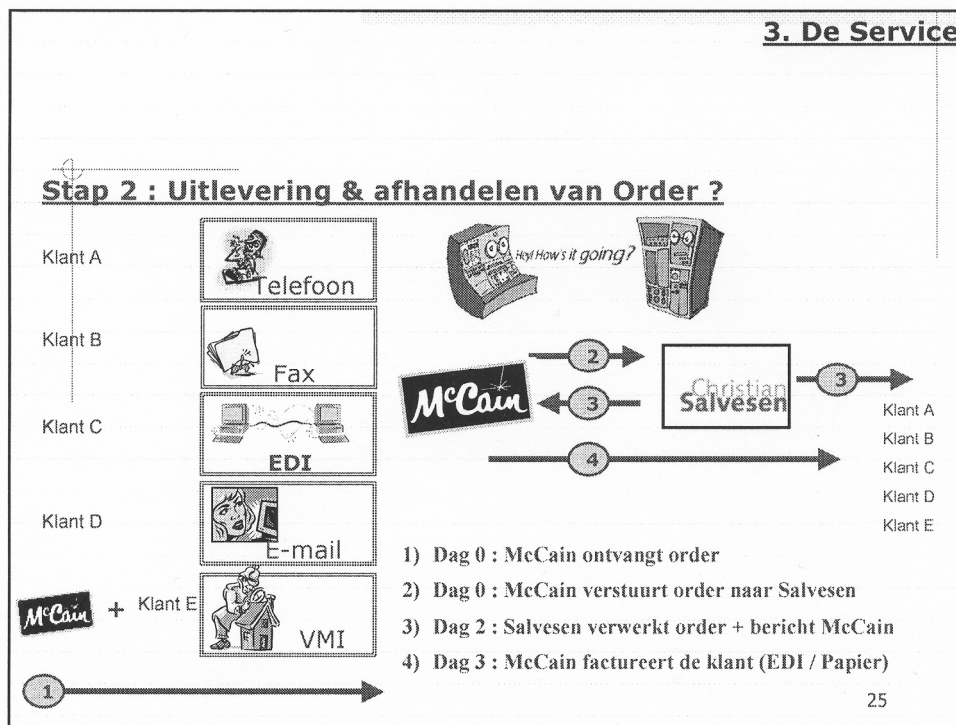 3. De Service
Stap 2 : Uitlevering & afhandelen van Order ?
Klant A
Telefoon
Klant B
Fax
Klant C
EDI
Klant D
E-mail
McCain + Klant E
VMI
1
Hey! How's it going?
McCain
2
3
Christian
Salvesen
3
4
Klant A
Klant B
Klant C
Klant D
Klant E
1) Dag 0 : McCain ontvangt order
2) Dag 0 : McCain verstuurt order naar Salvesen
3) Dag 2 : Salvesen verwerkt order + bericht McCain
4) Dag 3 : McCain factureert de klant (EDI / Papier)
25